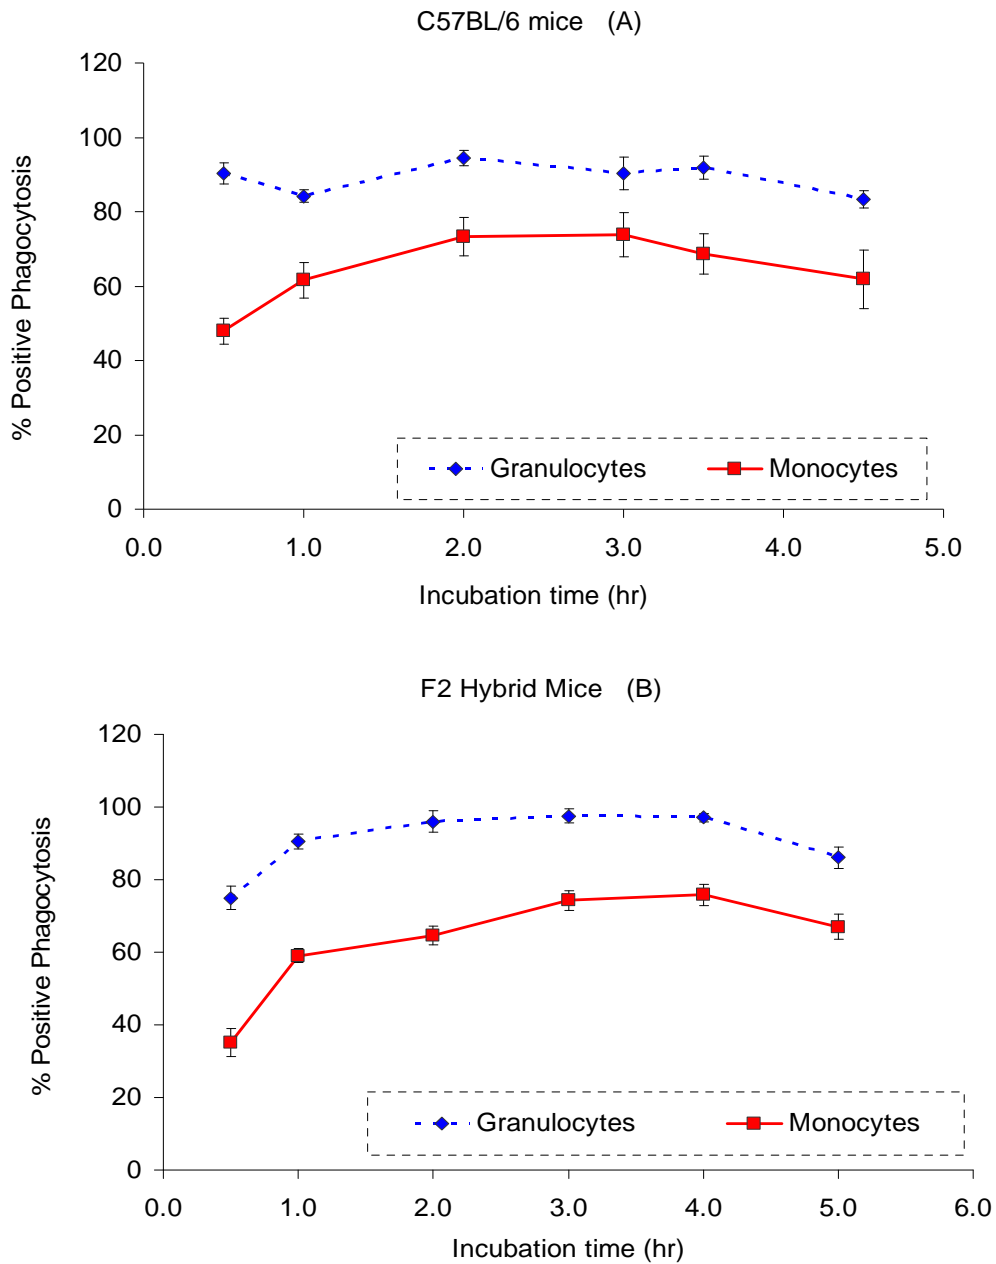 C57BL/6 mice (A)
120
100
80
60
40
20
0
% Positive Phagocytosis
Granulocytes Monocytes
0.0 1.0 2.0 3.0 4.0 5.0
Incubation time (hr)
F2 Hybrid Mice (B)
120
100
80
60
40
20
0
% Positive Phagocytosis
Granulocytes Monocytes
0.0 1.0 2.0 3.0 4.0 5.0 6.0
Incubation time (hr)